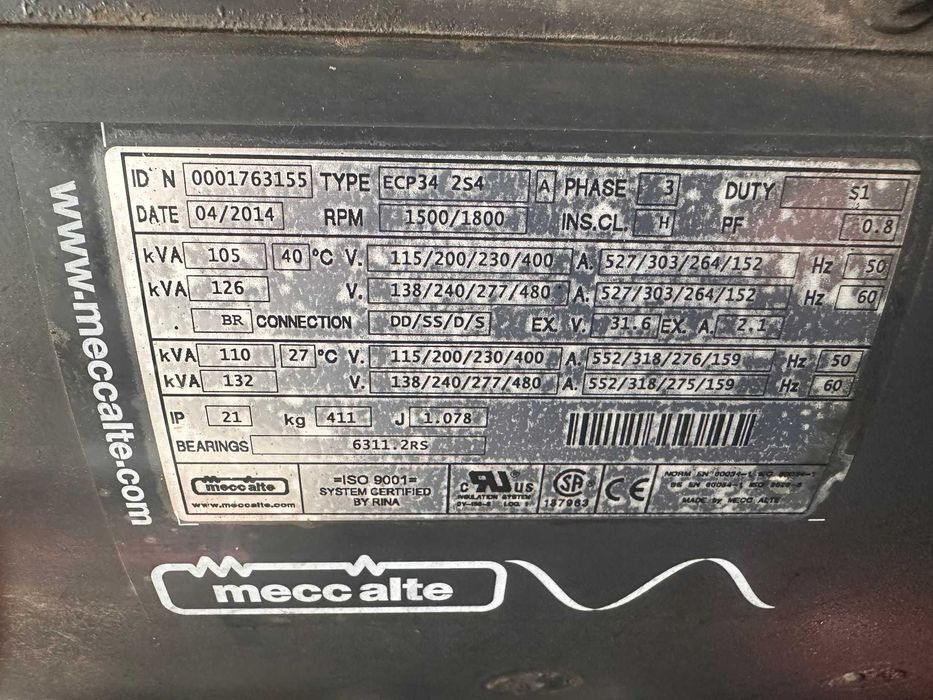 www.meccalte.com
ID N 0001763155 TYPE ECP34 2S4 A PHASE 3 DUTY S1
DATE 04/2014 RPM 1500/1800 INS.CL. H PF 0.8
kVA 105 40 °C V. 115/200/230/400 A. 527/303/264/152 Hz 50
kVA 126 V. 138/240/277/480 A. 527/303/264/152 Hz 60
. BR CONNECTION DD/SS/D/S EX. V. 31.6 EX. A. 2.1
kVA 110 27 °C V. 115/200/230/400 A. 552/318/276/159 Hz 50
kVA 132 V. 138/240/277/480 A. 552/318/275/159 Hz 60
IP 21 kg 411 J 1.078
BEARINGS 6311.2RS
mecc alte
www.meccalte.com
=ISO 9001=
SYSTEM CERTIFIED
BY RINA
c RU US
INSULATION SYSTEM
SA
187983
CE
MADE by MECC ALTE
mecc alte